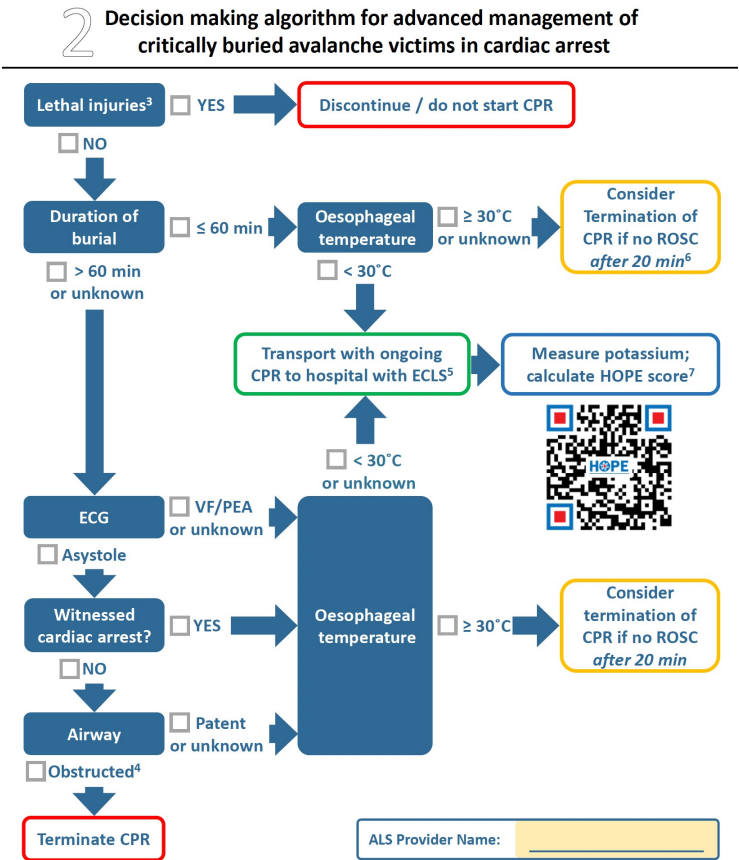 2
Decision making algorithm for advanced management of
critically buried avalanche victims in cardiac arrest
Lethal injuries³
YES
Discontinue / do not start CPR
NO
Duration of
burial
≤ 60 min
Oesophageal
temperature
≥ 30˚C
or unknown
Consider
Termination of
CPR if no ROSC
after 20 min⁶
> 60 min
or unknown
< 30˚C
Transport with ongoing
CPR to hospital with ECLS⁵
Measure potassium;
calculate HOPE score⁷
HOPE
< 30˚C
or unknown
ECG
VF/PEA
or unknown
Asystole
Witnessed
cardiac arrest?
YES
Oesophageal
temperature
≥ 30˚C
Consider
termination of
CPR if no ROSC
after 20 min
NO
Airway
Patent
or unknown
Obstructed⁴
Terminate CPR
ALS Provider Name: